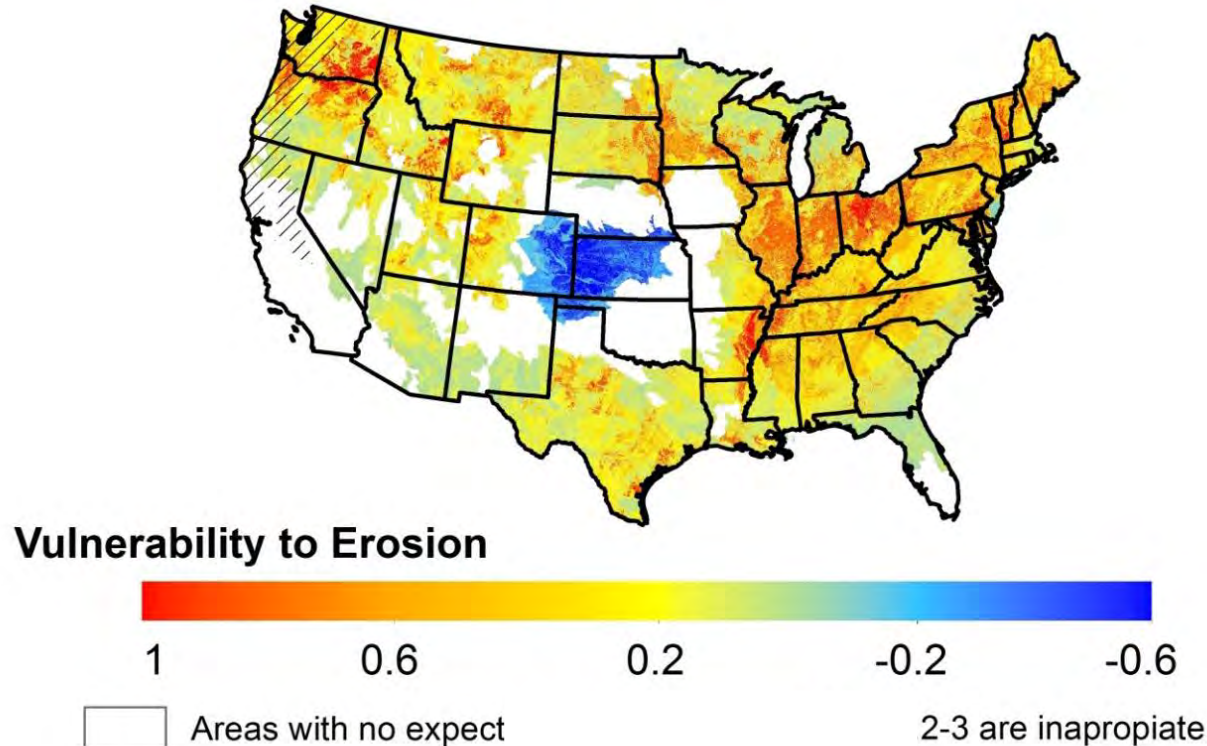 Vulnerability to Erosion
1 0.6 0.2 -0.2 -0.6
Areas with no expect 2-3 are inapropiate